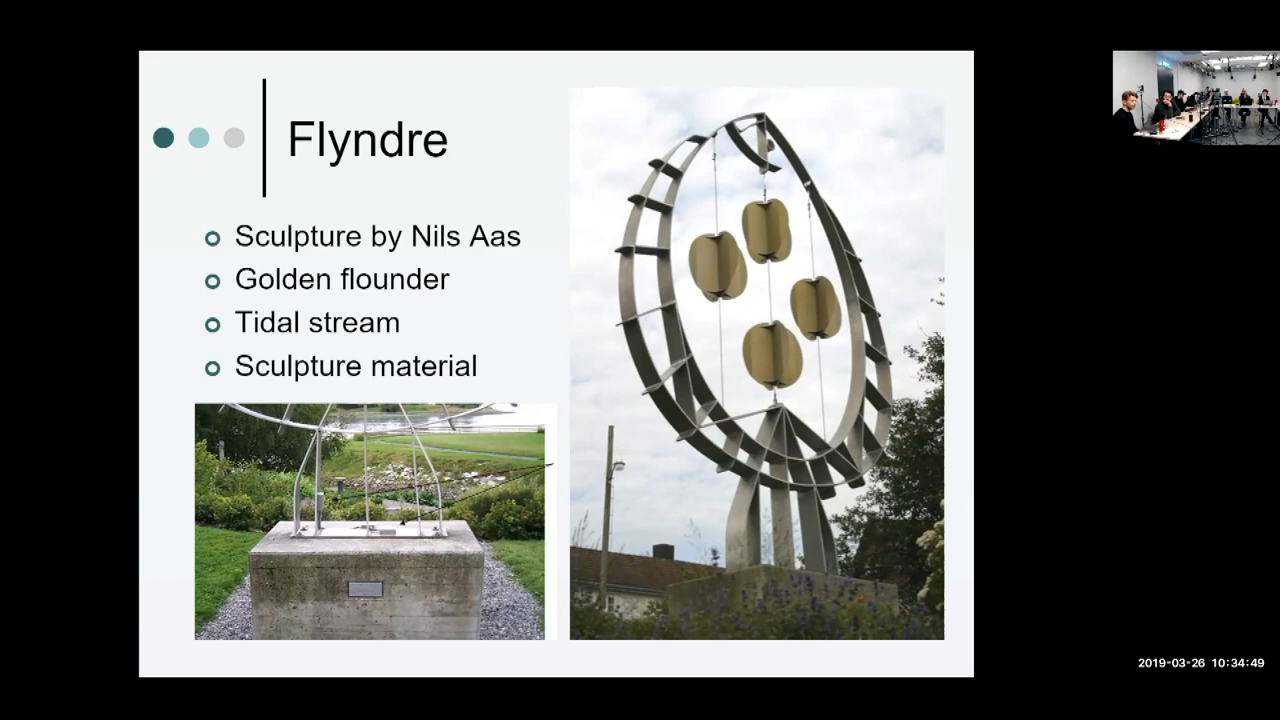 Flyndre
Sculpture by Nils Aas
Golden flounder
Tidal stream
Sculpture material
2019-03-26 10:34:49